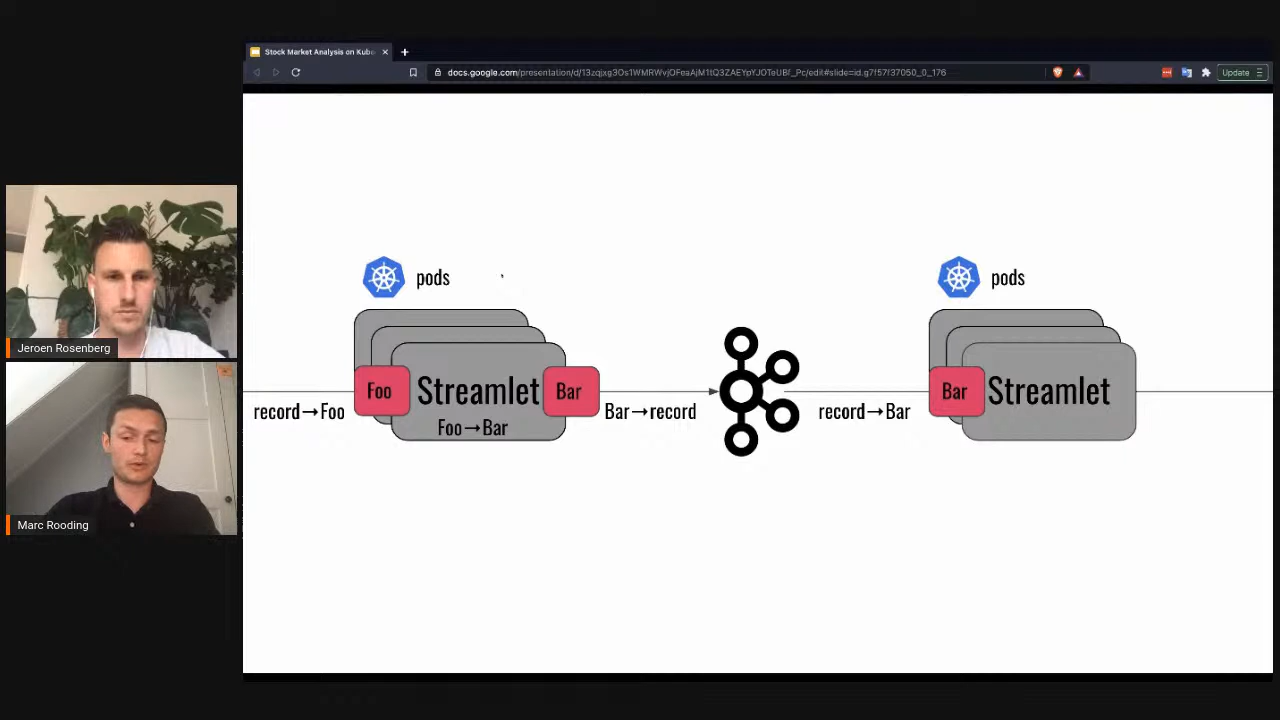 Stock Market Analysis on Kub
docs.google.com/presentation/d/13zqjxg3Os1WMRWvjOFeaAjM1tQ3ZAEYpYJOTeUBf_Pc/edit#slide=id.g7f57f37050_0_176
Update
pods
pods
Foo
Streamlet
Bar
Bar
Streamlet
record→Foo
Foo→Bar
Bar→record
record→Bar
Jeroen Rosenberg
Marc Rooding